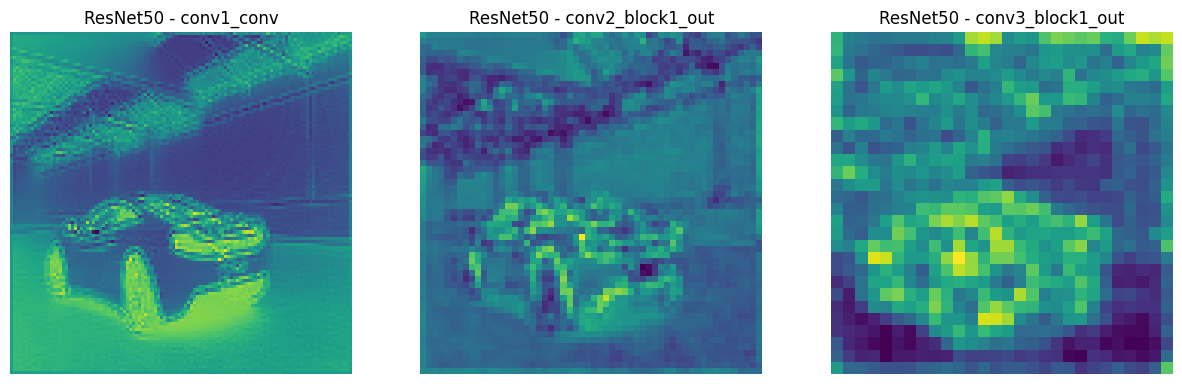 ResNet50 - conv1_conv
ResNet50 - conv2_block1_out
ResNet50 - conv3_block1_out